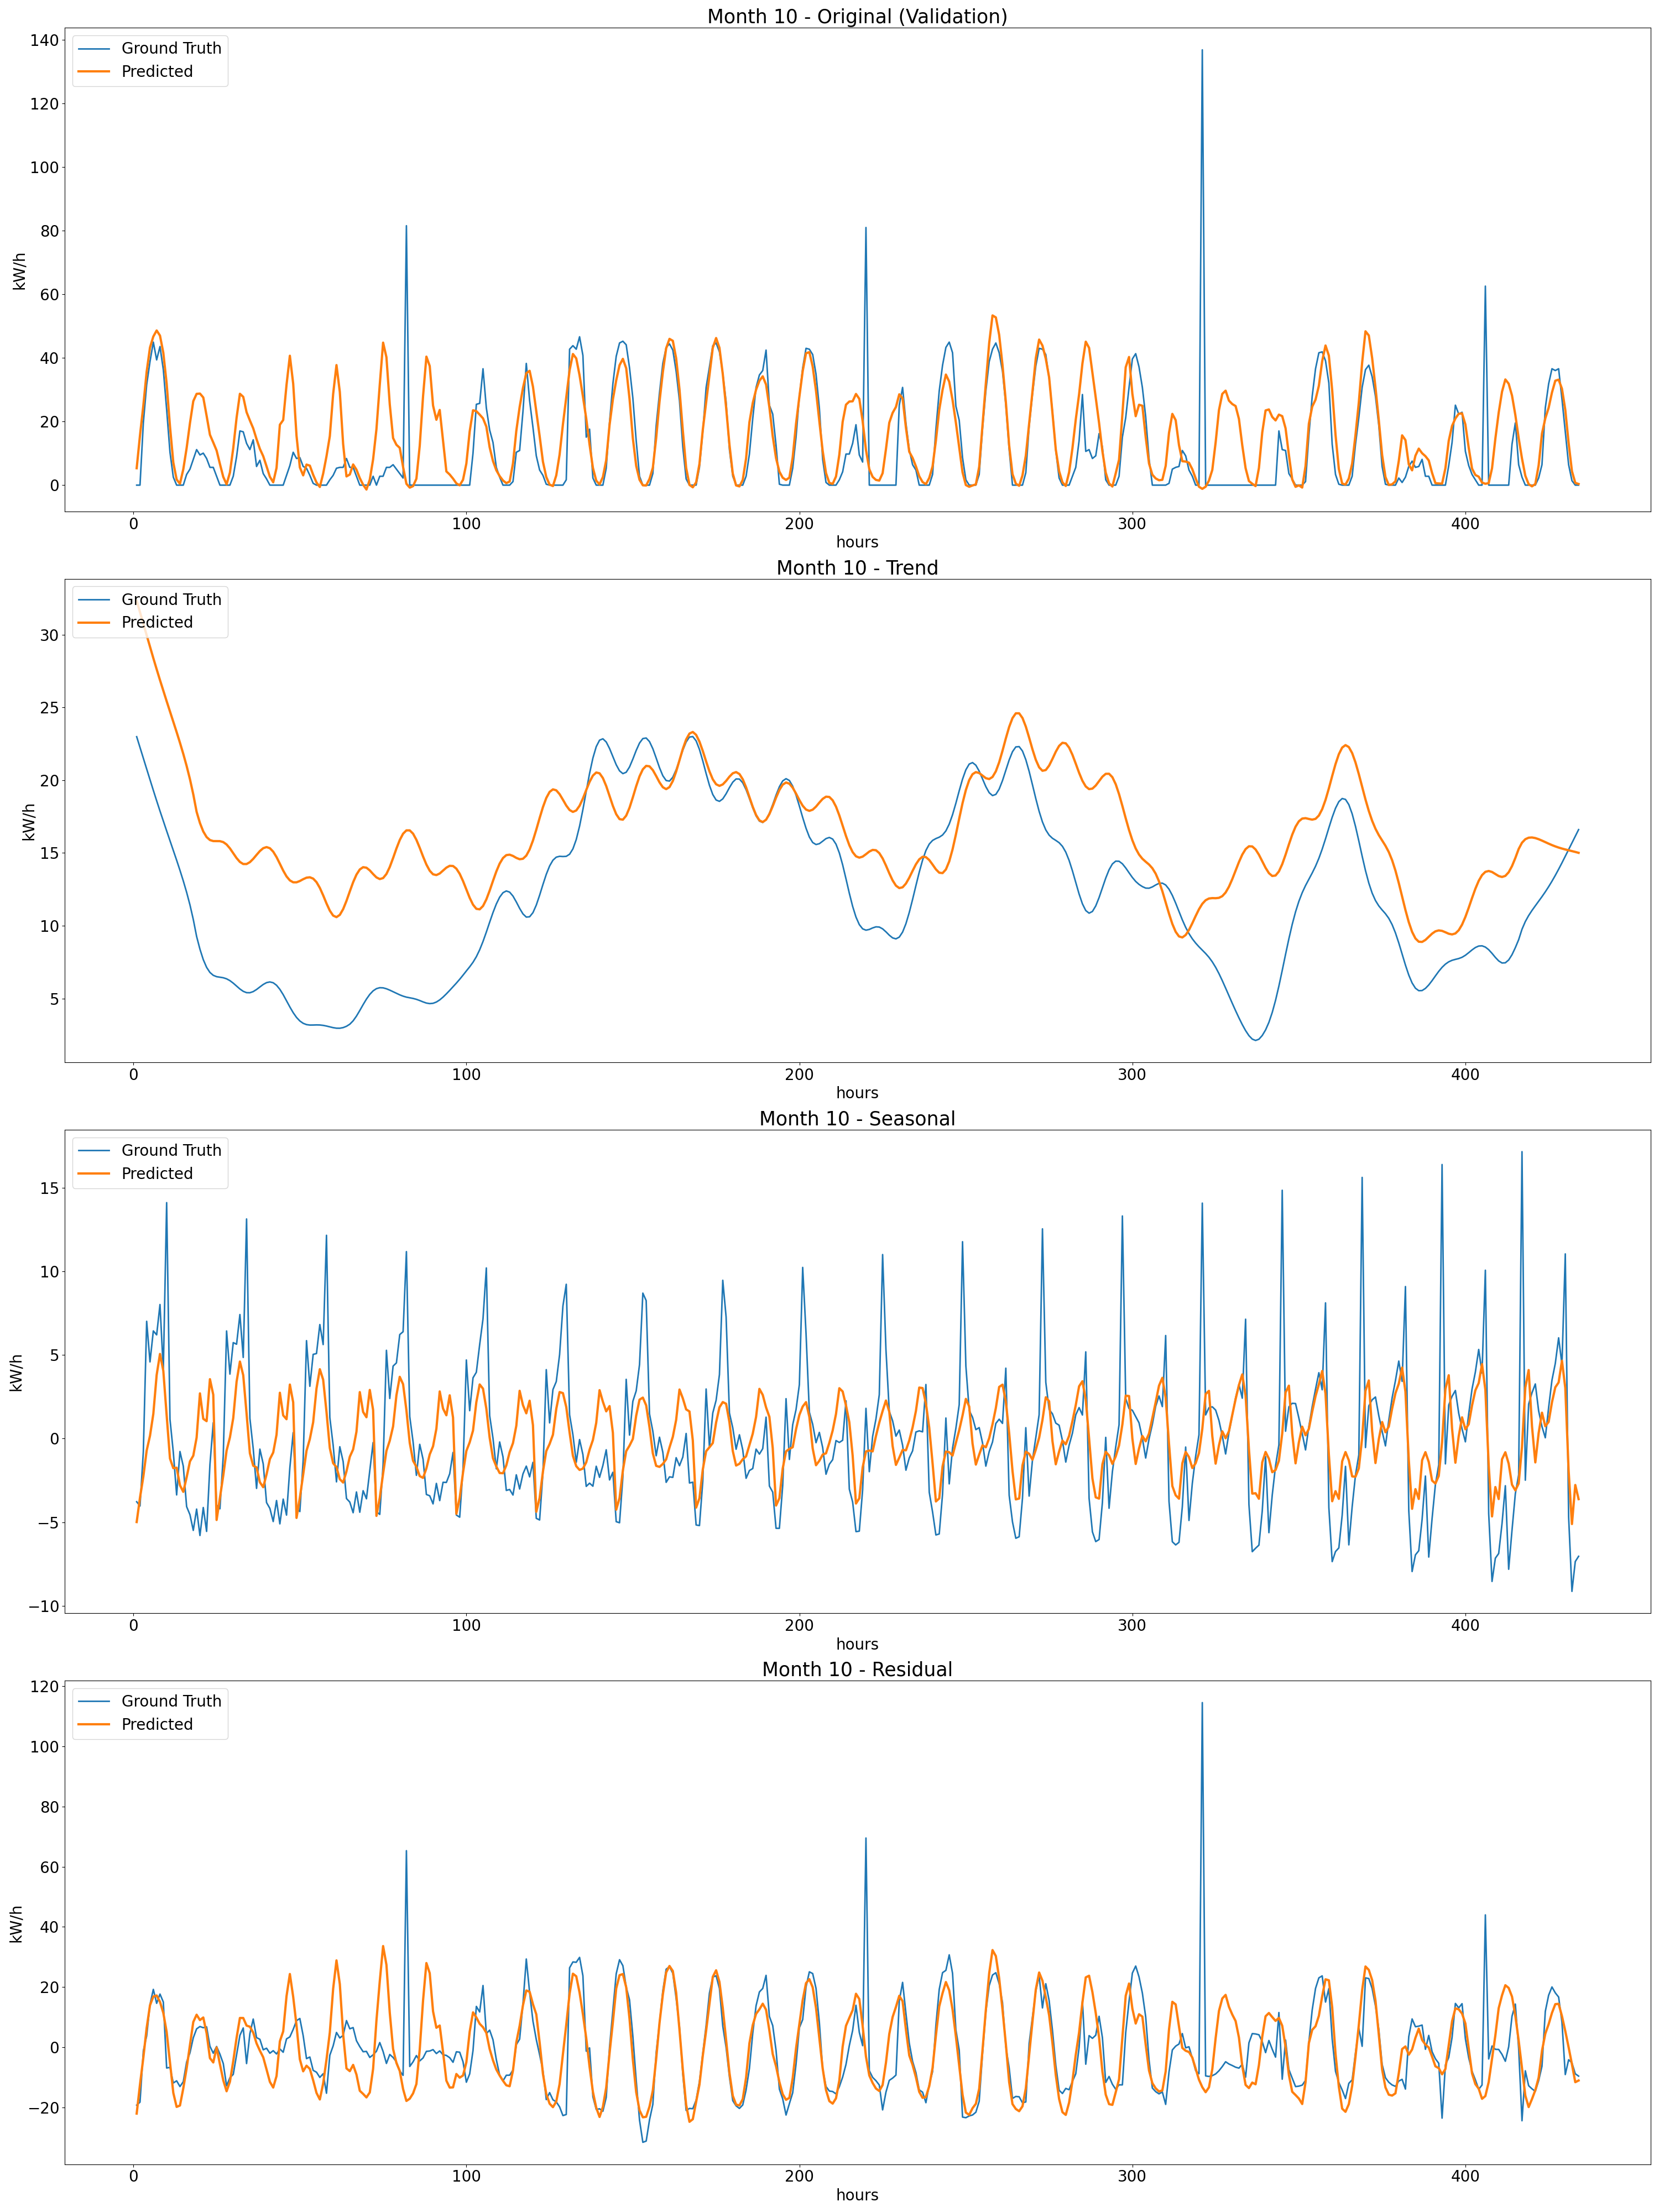 Month 10 - Original (Validation)
Ground Truth
Predicted
kW/h
140
120
100
80
60
40
20
0
0 100 200 300 400
hours
Month 10 - Trend
Ground Truth
Predicted
kW/h
30
25
20
15
10
5
0 100 200 300 400
hours
Month 10 - Seasonal
Ground Truth
Predicted
kW/h
15
10
5
0
−5
−10
0 100 200 300 400
hours
Month 10 - Residual
Ground Truth
Predicted
kW/h
120
100
80
60
40
20
0
−20
0 100 200 300 400
hours